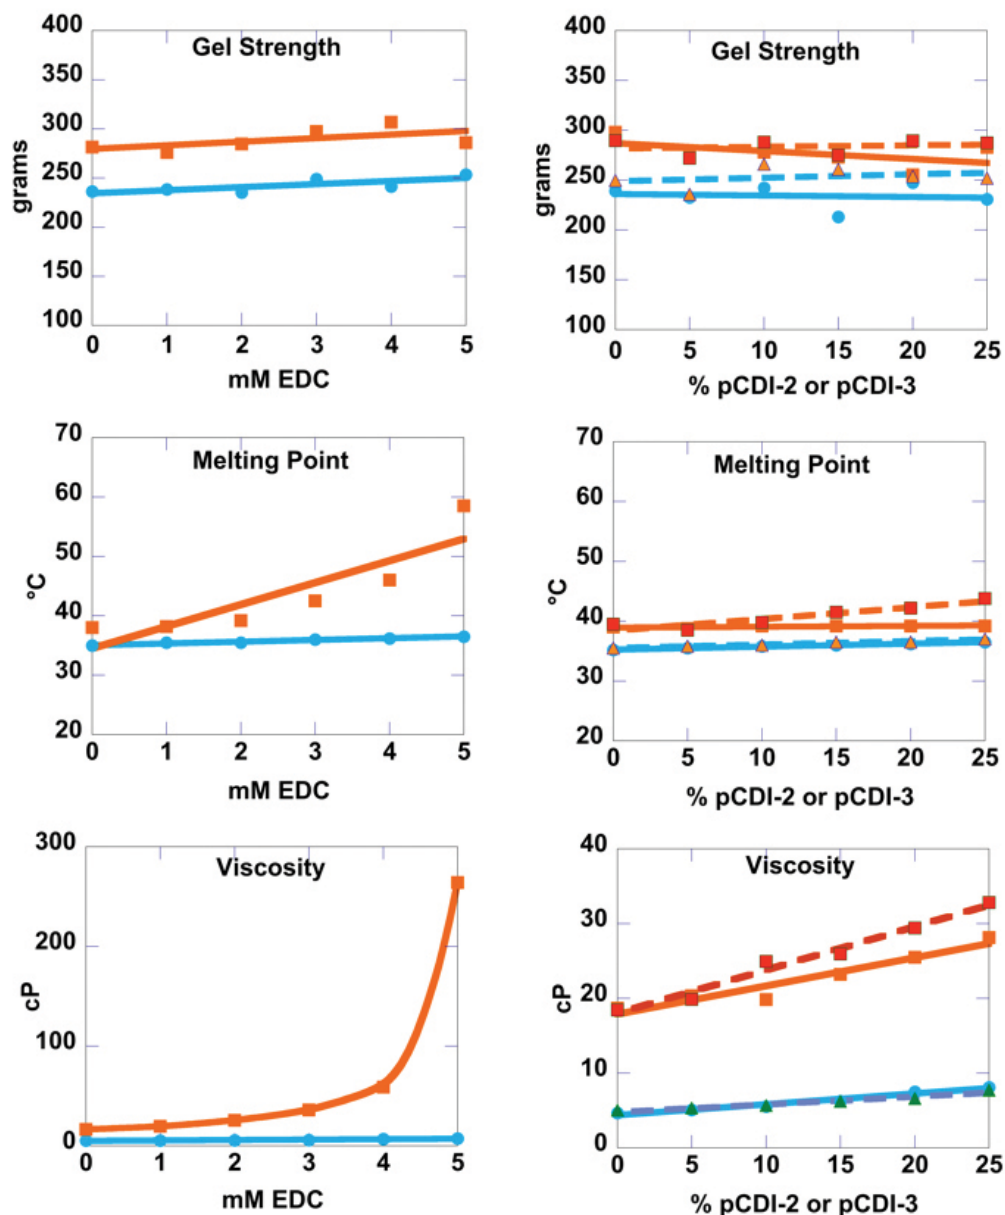 400
Gel Strength
350
300
250
200
150
100
grams
0 1 2 3 4 5
mM EDC
400
Gel Strength
350
300
250
200
150
100
grams
0 5 10 15 20 25
% pCDI-2 or pCDI-3
70
Melting Point
60
50
40
30
20
°C
0 1 2 3 4 5
mM EDC
70
Melting Point
60
50
40
30
20
°C
0 5 10 15 20 25
% pCDI-2 or pCDI-3
300
Viscosity
200
100
0
cP
0 1 2 3 4 5
mM EDC
40
Viscosity
30
20
10
0
cP
0 5 10 15 20 25
% pCDI-2 or pCDI-3